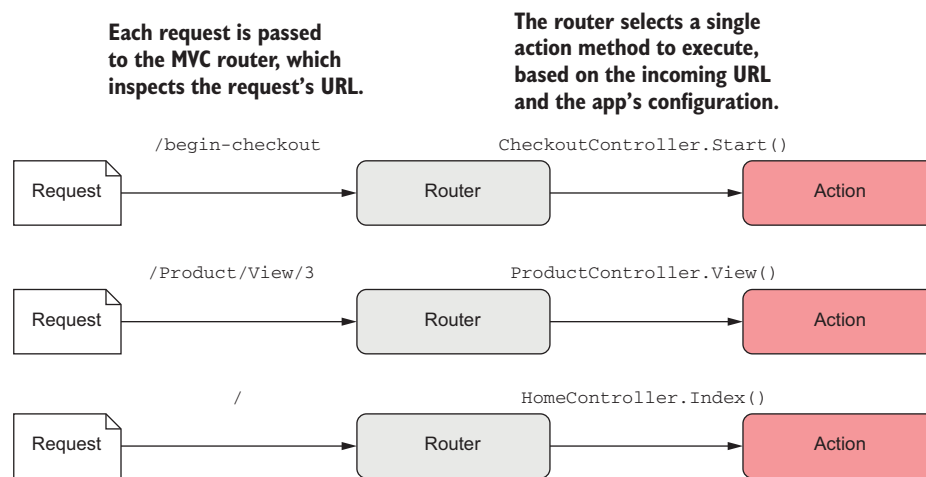 Each request is passed
to the MVC router, which
inspects the request's URL.
The router selects a single
action method to execute,
based on the incoming URL
and the app's configuration.
/begin-checkout CheckoutController.Start()
Request Router Action
/Product/View/3 ProductController.View()
Request Router Action
/ HomeController.Index()
Request Router Action